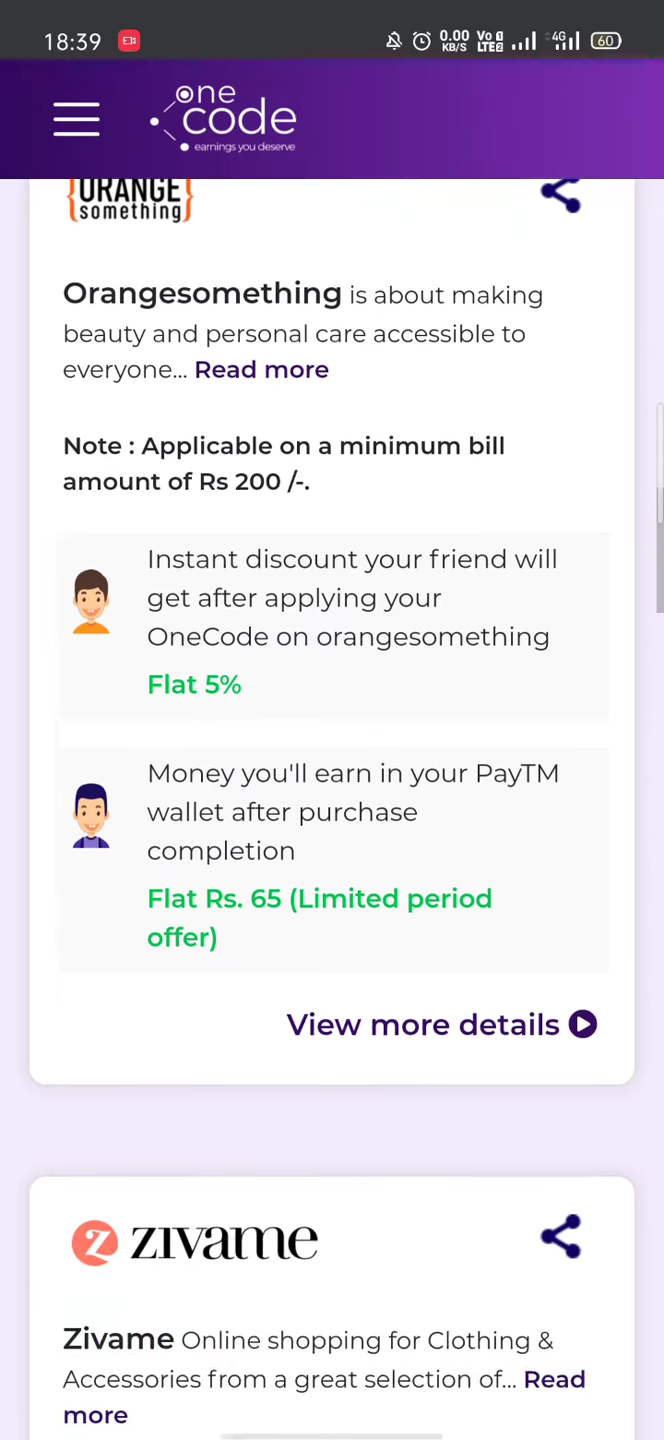 18:39
0.00 KB/S
Vo LTE2
4G
60
one
code
earnings you deserve
{ORANGE
something}
Orangesomething is about making
beauty and personal care accessible to
everyone... Read more
Note : Applicable on a minimum bill
amount of Rs 200 /-.
Instant discount your friend will
get after applying your
OneCode on orangesomething
Flat 5%
Money you'll earn in your PayTM
wallet after purchase
completion
Flat Rs. 65 (Limited period
offer)
View more details
Z zivame
Zivame Online shopping for Clothing &
Accessories from a great selection of... Read
more